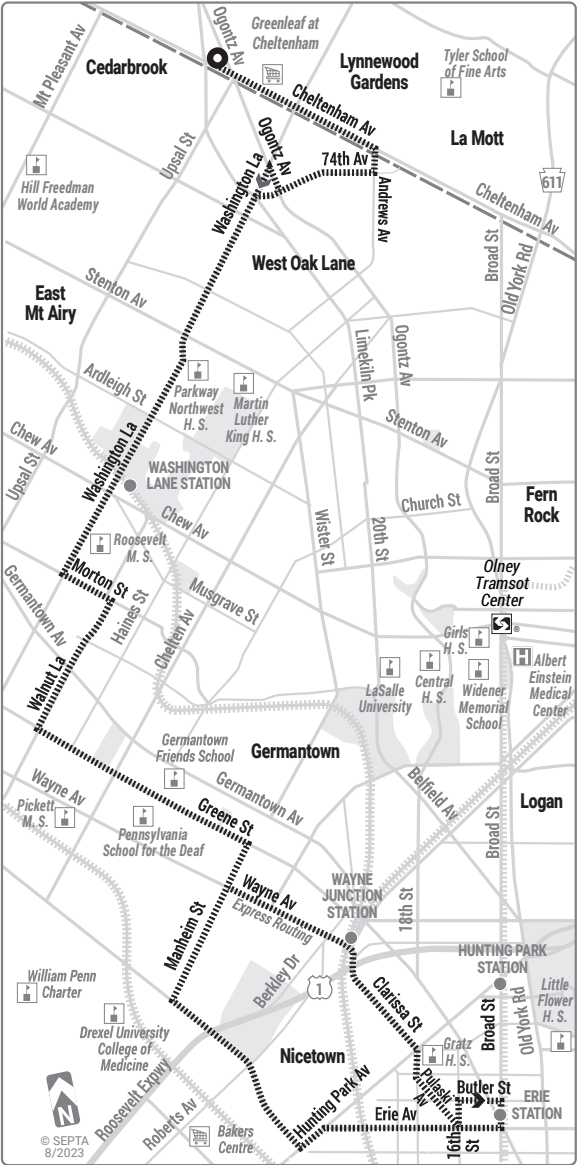 Ogontz Av
Mt Pleasant Av
Cedarbrook
Greenleaf at
Cheltenham
Lynnewood
Gardens
Tyler School
of Fine Arts
Cheltenham Av
La Mott
Upsal St
Ogontz Av
74th Av
Hill Freedman
World Academy
Washington La
Andrews Av
611
Cheltenham Av
West Oak Lane
Broad St
Old York Rd
Stenton Av
East
Mt Airy
Limekiln Pk
Ogontz Av
Ardleigh St
Parkway
Northwest
H. S.
Martin
Luther
King H. S.
Stenton Av
Chew Av
Upsal St
Washington La
WASHINGTON
LANE STATION
Broad St
Chew Av
Wister St
20th St
Church St
Fern
Rock
Roosevelt
M. S.
Morton St
Olney
Tramsot
Center
®
Germantown Av
Haines St
Musgrave St
Chelten Av
Girls
H. S.
Walnut La
LaSalle
University
Central
H. S.
Widener
Memorial
School
H
Albert
Einstein
Medical
Center
Germantown
Friends School
Germantown
Wayne Av
Germantown Av
Belfield Av
Pickett
M. S.
Greene St
Logan
Pennsylvania
School for the Deaf
Broad St
Wayne Av
Express Routing
WAYNE
JUNCTION
STATION
18th St
Manheim St
Berkley Dr
HUNTING PARK
STATION
William Penn
Charter
1
Clarissa St
Little
Flower
H. S.
Broad St
Old York Rd
Drexel University
College of
Medicine
Nicetown
Gratz
H. S.
Roosevelt Expwy
Hunting Park Av
Pulaski
Av
Butler St
N
Erie Av
ERIE
STATION
Roberts Av
Bakers
Centre
16th
St
© SEPTA
8/2023